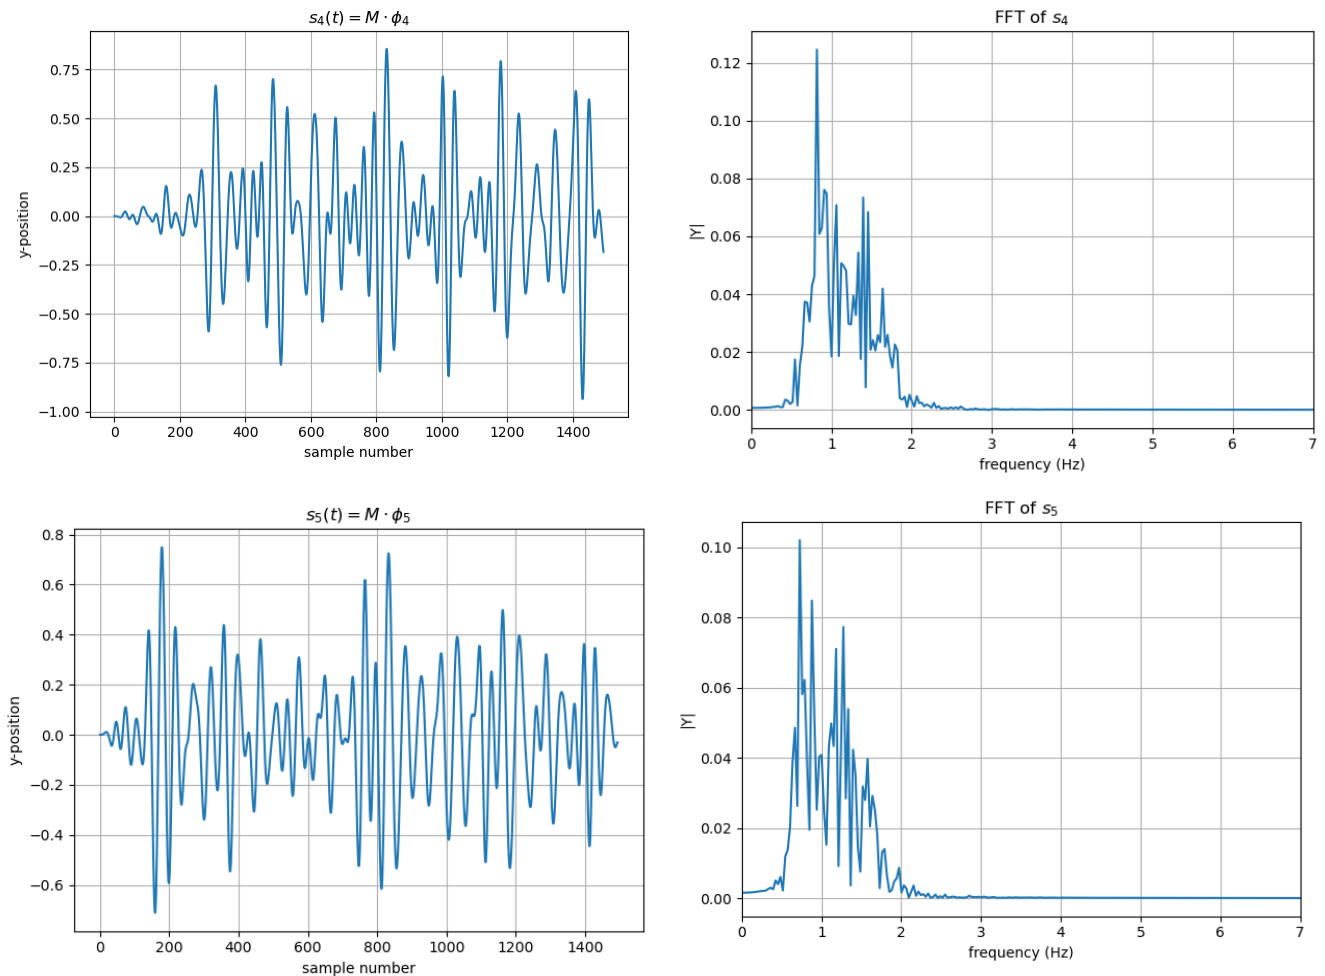 s₄(t) = M · ϕ₄
y-position
0.75
0.50
0.25
0.00
−0.25
−0.50
−0.75
−1.00
0 200 400 600 800 1000 1200 1400
sample number
FFT of s₄
|Y|
0.12
0.10
0.08
0.06
0.04
0.02
0.00
0 1 2 3 4 5 6 7
frequency (Hz)
s₅(t) = M · ϕ₅
y-position
0.8
0.6
0.4
0.2
0.0
−0.2
−0.4
−0.6
0 200 400 600 800 1000 1200 1400
sample number
FFT of s₅
|Y|
0.10
0.08
0.06
0.04
0.02
0.00
0 1 2 3 4 5 6 7
frequency (Hz)